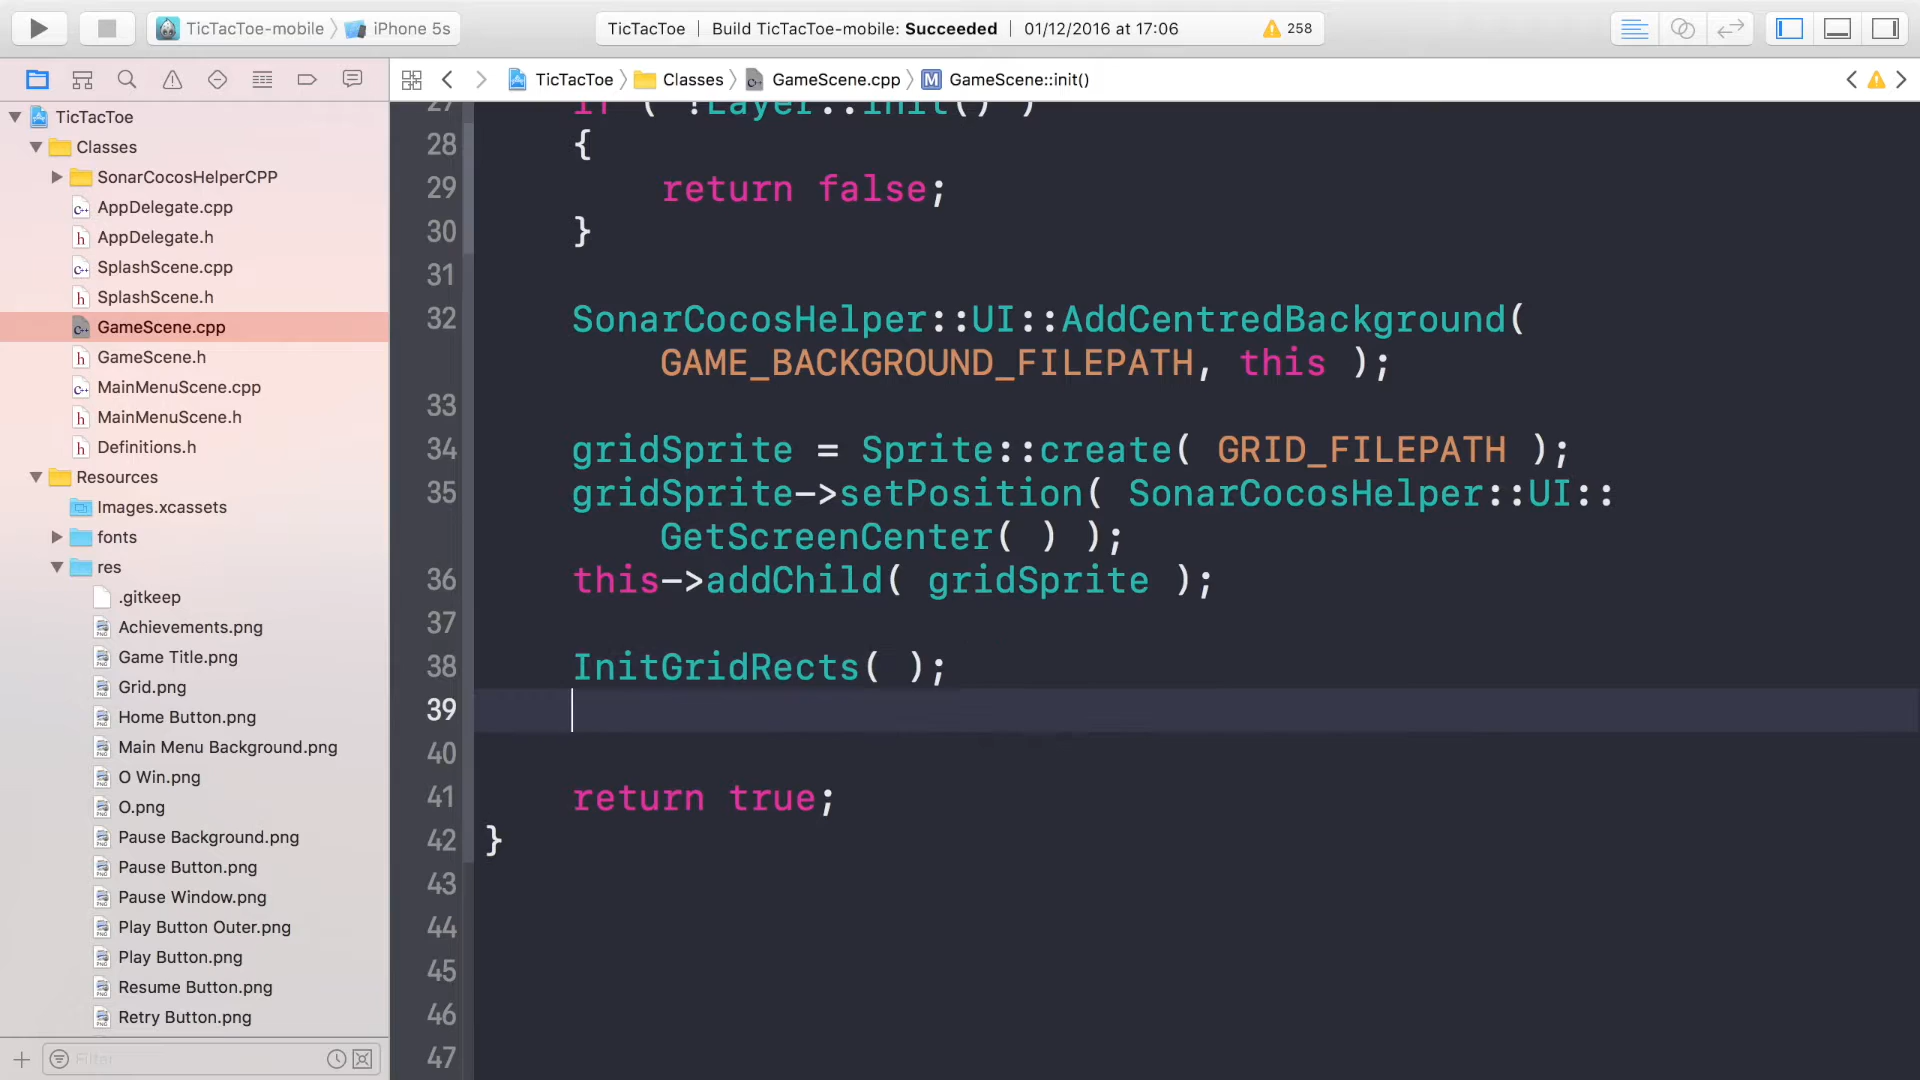 TicTacToe-mobile iPhone 5s TicTacToe Build TicTacToe-mobile: Succeeded 01/12/2016 at 17:06 258
TicTacToe Classes GameScene.cpp M GameScene::init()
TicTacToe
Classes
SonarCocosHelperCPP
AppDelegate.cpp
AppDelegate.h
SplashScene.cpp
SplashScene.h
GameScene.cpp
GameScene.h
MainMenuScene.cpp
MainMenuScene.h
Definitions.h
Resources
Images.xcassets
fonts
res
.gitkeep
Achievements.png
Game Title.png
Grid.png
Home Button.png
Main Menu Background.png
O Win.png
O.png
Pause Background.png
Pause Button.png
Pause Window.png
Play Button Outer.png
Play Button.png
Resume Button.png
Retry Button.png
Filter
27 if ( !Layer::init() )
28 {
29 return false;
30 }
31
32 SonarCocosHelper::UI::AddCentredBackground(
GAME_BACKGROUND_FILEPATH, this );
33
34 gridSprite = Sprite::create( GRID_FILEPATH );
35 gridSprite->setPosition( SonarCocosHelper::UI::
GetScreenCenter( ) );
36 this->addChild( gridSprite );
37
38 InitGridRects( );
39
40
41 return true;
42 }
43
44
45
46
47